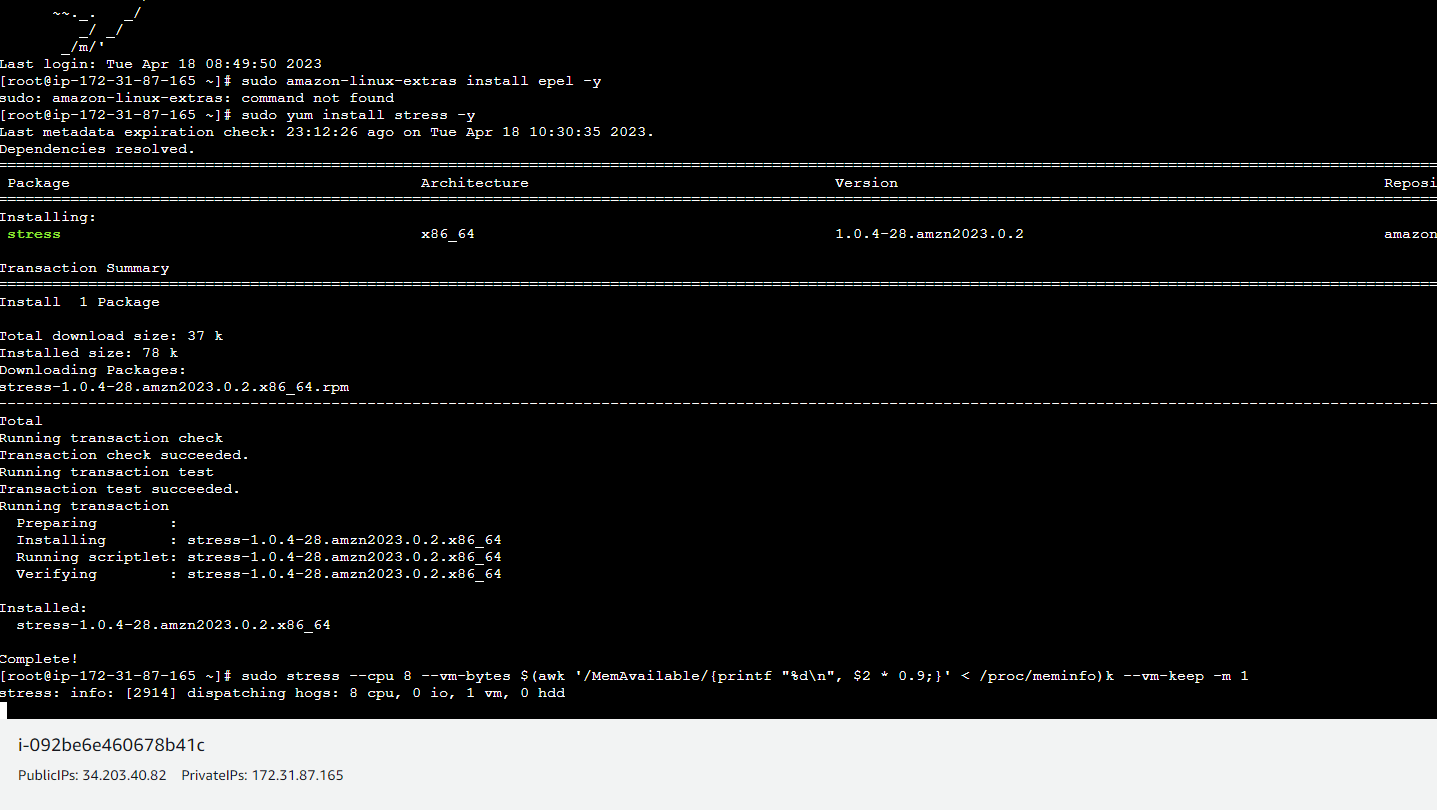 ~~._.   _/
_/ _/
_/m/'
Last login: Tue Apr 18 08:49:50 2023
[root@ip-172-31-87-165 ~]# sudo amazon-linux-extras install epel -y
sudo: amazon-linux-extras: command not found
[root@ip-172-31-87-165 ~]# sudo yum install stress -y
Last metadata expiration check: 23:12:26 ago on Tue Apr 18 10:30:35 2023.
Dependencies resolved.
Package Architecture Version Reposi
Installing:
stress x86_64 1.0.4-28.amzn2023.0.2 amazon
Transaction Summary
Install  1 Package
Total download size: 37 k
Installed size: 78 k
Downloading Packages:
stress-1.0.4-28.amzn2023.0.2.x86_64.rpm
Total
Running transaction check
Transaction check succeeded.
Running transaction test
Transaction test succeeded.
Running transaction
Preparing        :
Installing       : stress-1.0.4-28.amzn2023.0.2.x86_64
Running scriptlet: stress-1.0.4-28.amzn2023.0.2.x86_64
Verifying        : stress-1.0.4-28.amzn2023.0.2.x86_64
Installed:
stress-1.0.4-28.amzn2023.0.2.x86_64
Complete!
[root@ip-172-31-87-165 ~]# sudo stress --cpu 8 --vm-bytes $(awk '/MemAvailable/{printf "%d\n", $2 * 0.9;}' < /proc/meminfo)k --vm-keep -m 1
stress: info: [2914] dispatching hogs: 8 cpu, 0 io, 1 vm, 0 hdd
i-092be6e460678b41c
PublicIPs: 34.203.40.82 PrivateIPs: 172.31.87.165